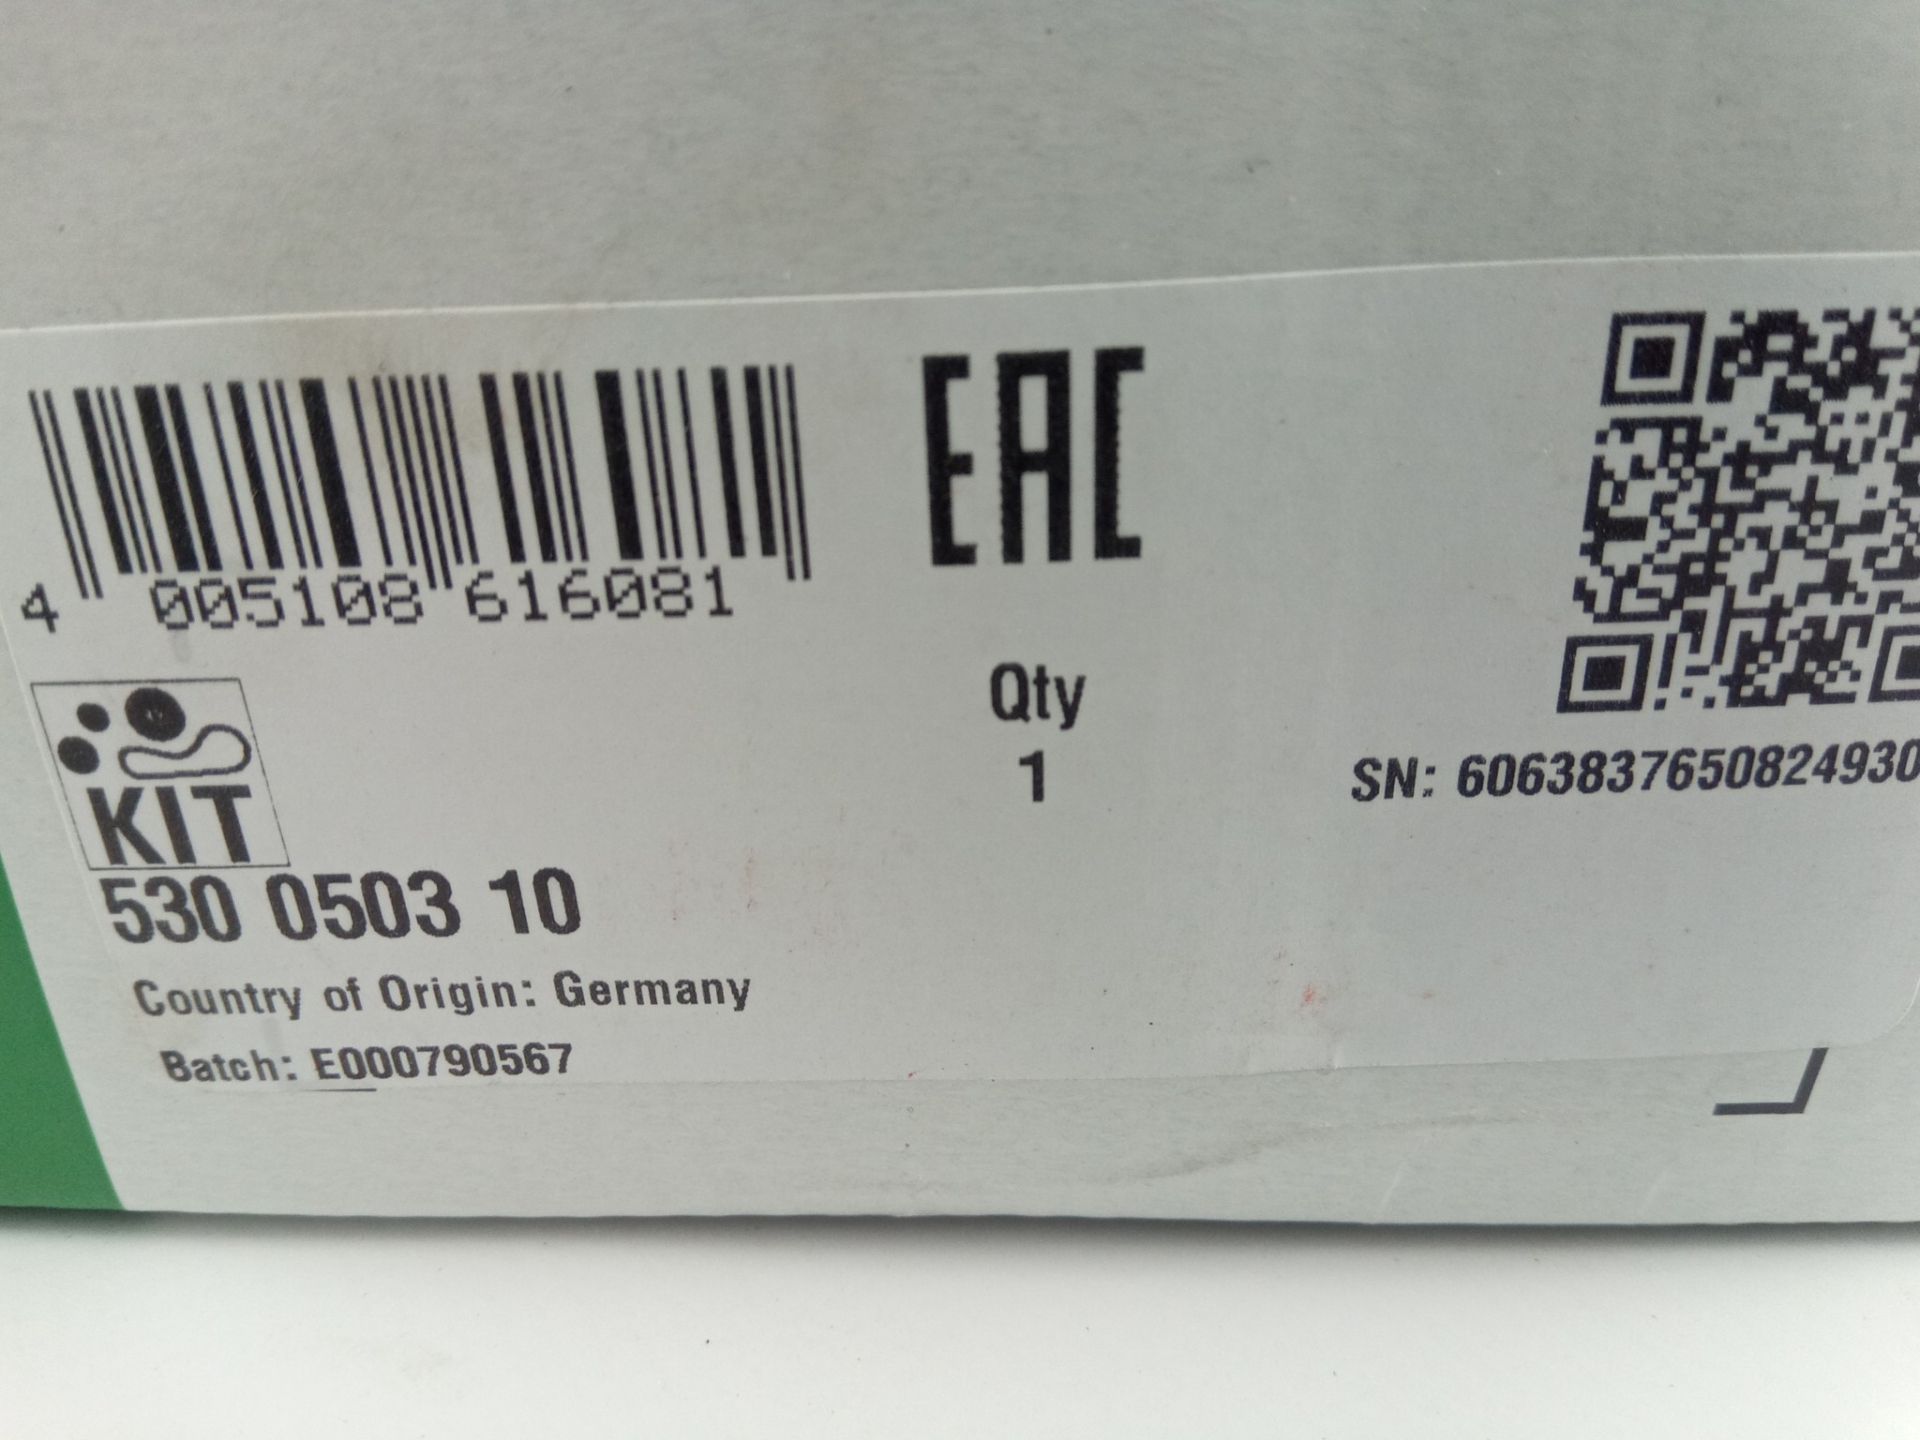 EAC
4 005108 616081
Qty
1
SN: 6063837650824930
KIT
530 0503 10
Country of Origin: Germany
Batch: E000790567